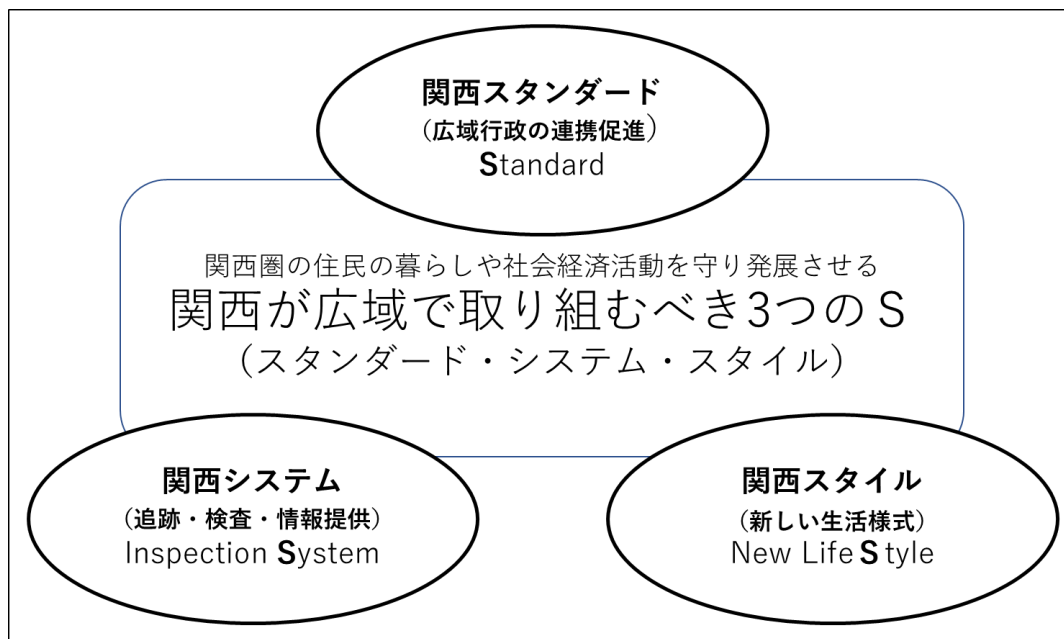 関西スタンダード
（広域行政の連携促進）
Standard
関西圏の住民の暮らしや社会経済活動を守り発展させる
関西が広域で取り組むべき3つのS
（スタンダード・システム・スタイル）
関西システム
（追跡・検査・情報提供）
Inspection System
関西スタイル
（新しい生活様式）
New Life Style